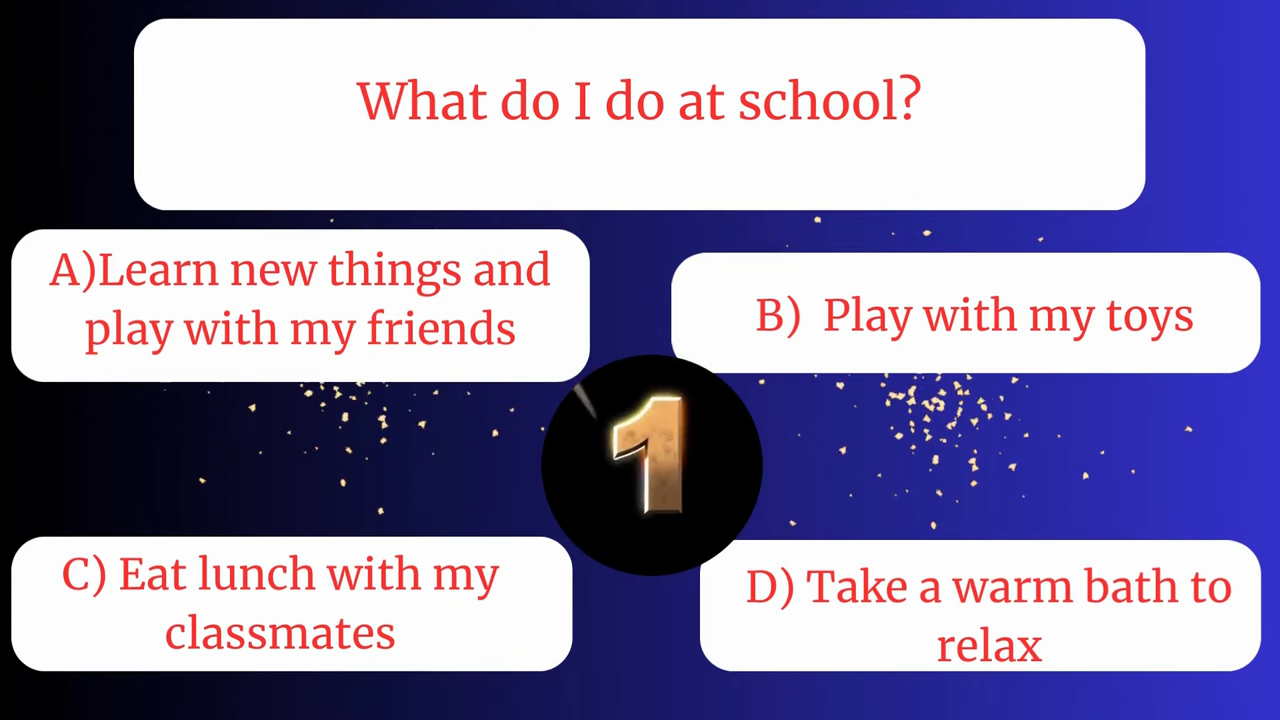 What do I do at school?
A)Learn new things and
play with my friends
B) Play with my toys
1
C) Eat lunch with my
classmates
D) Take a warm bath to
relax